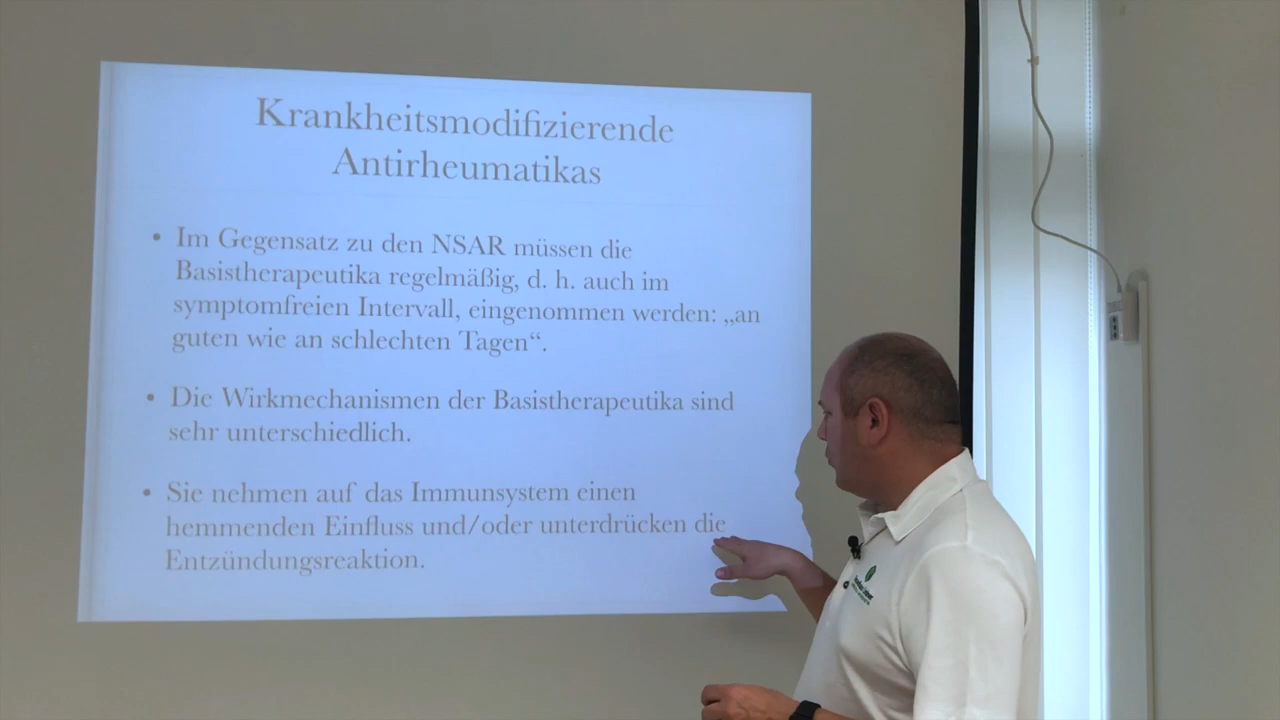 Krankheitsmodifizierende
Antirheumatikas
• Im Gegensatz zu den NSAR müssen die
Basistherapeutika regelmäßig, d. h. auch im
symptomfreien Intervall, eingenommen werden: „an
guten wie an schlechten Tagen“.
• Die Wirkmechanismen der Basistherapeutika sind
sehr unterschiedlich.
• Sie nehmen auf das Immunsystem einen
hemmenden Einfluss und/oder unterdrücken die
Entzündungsreaktion.